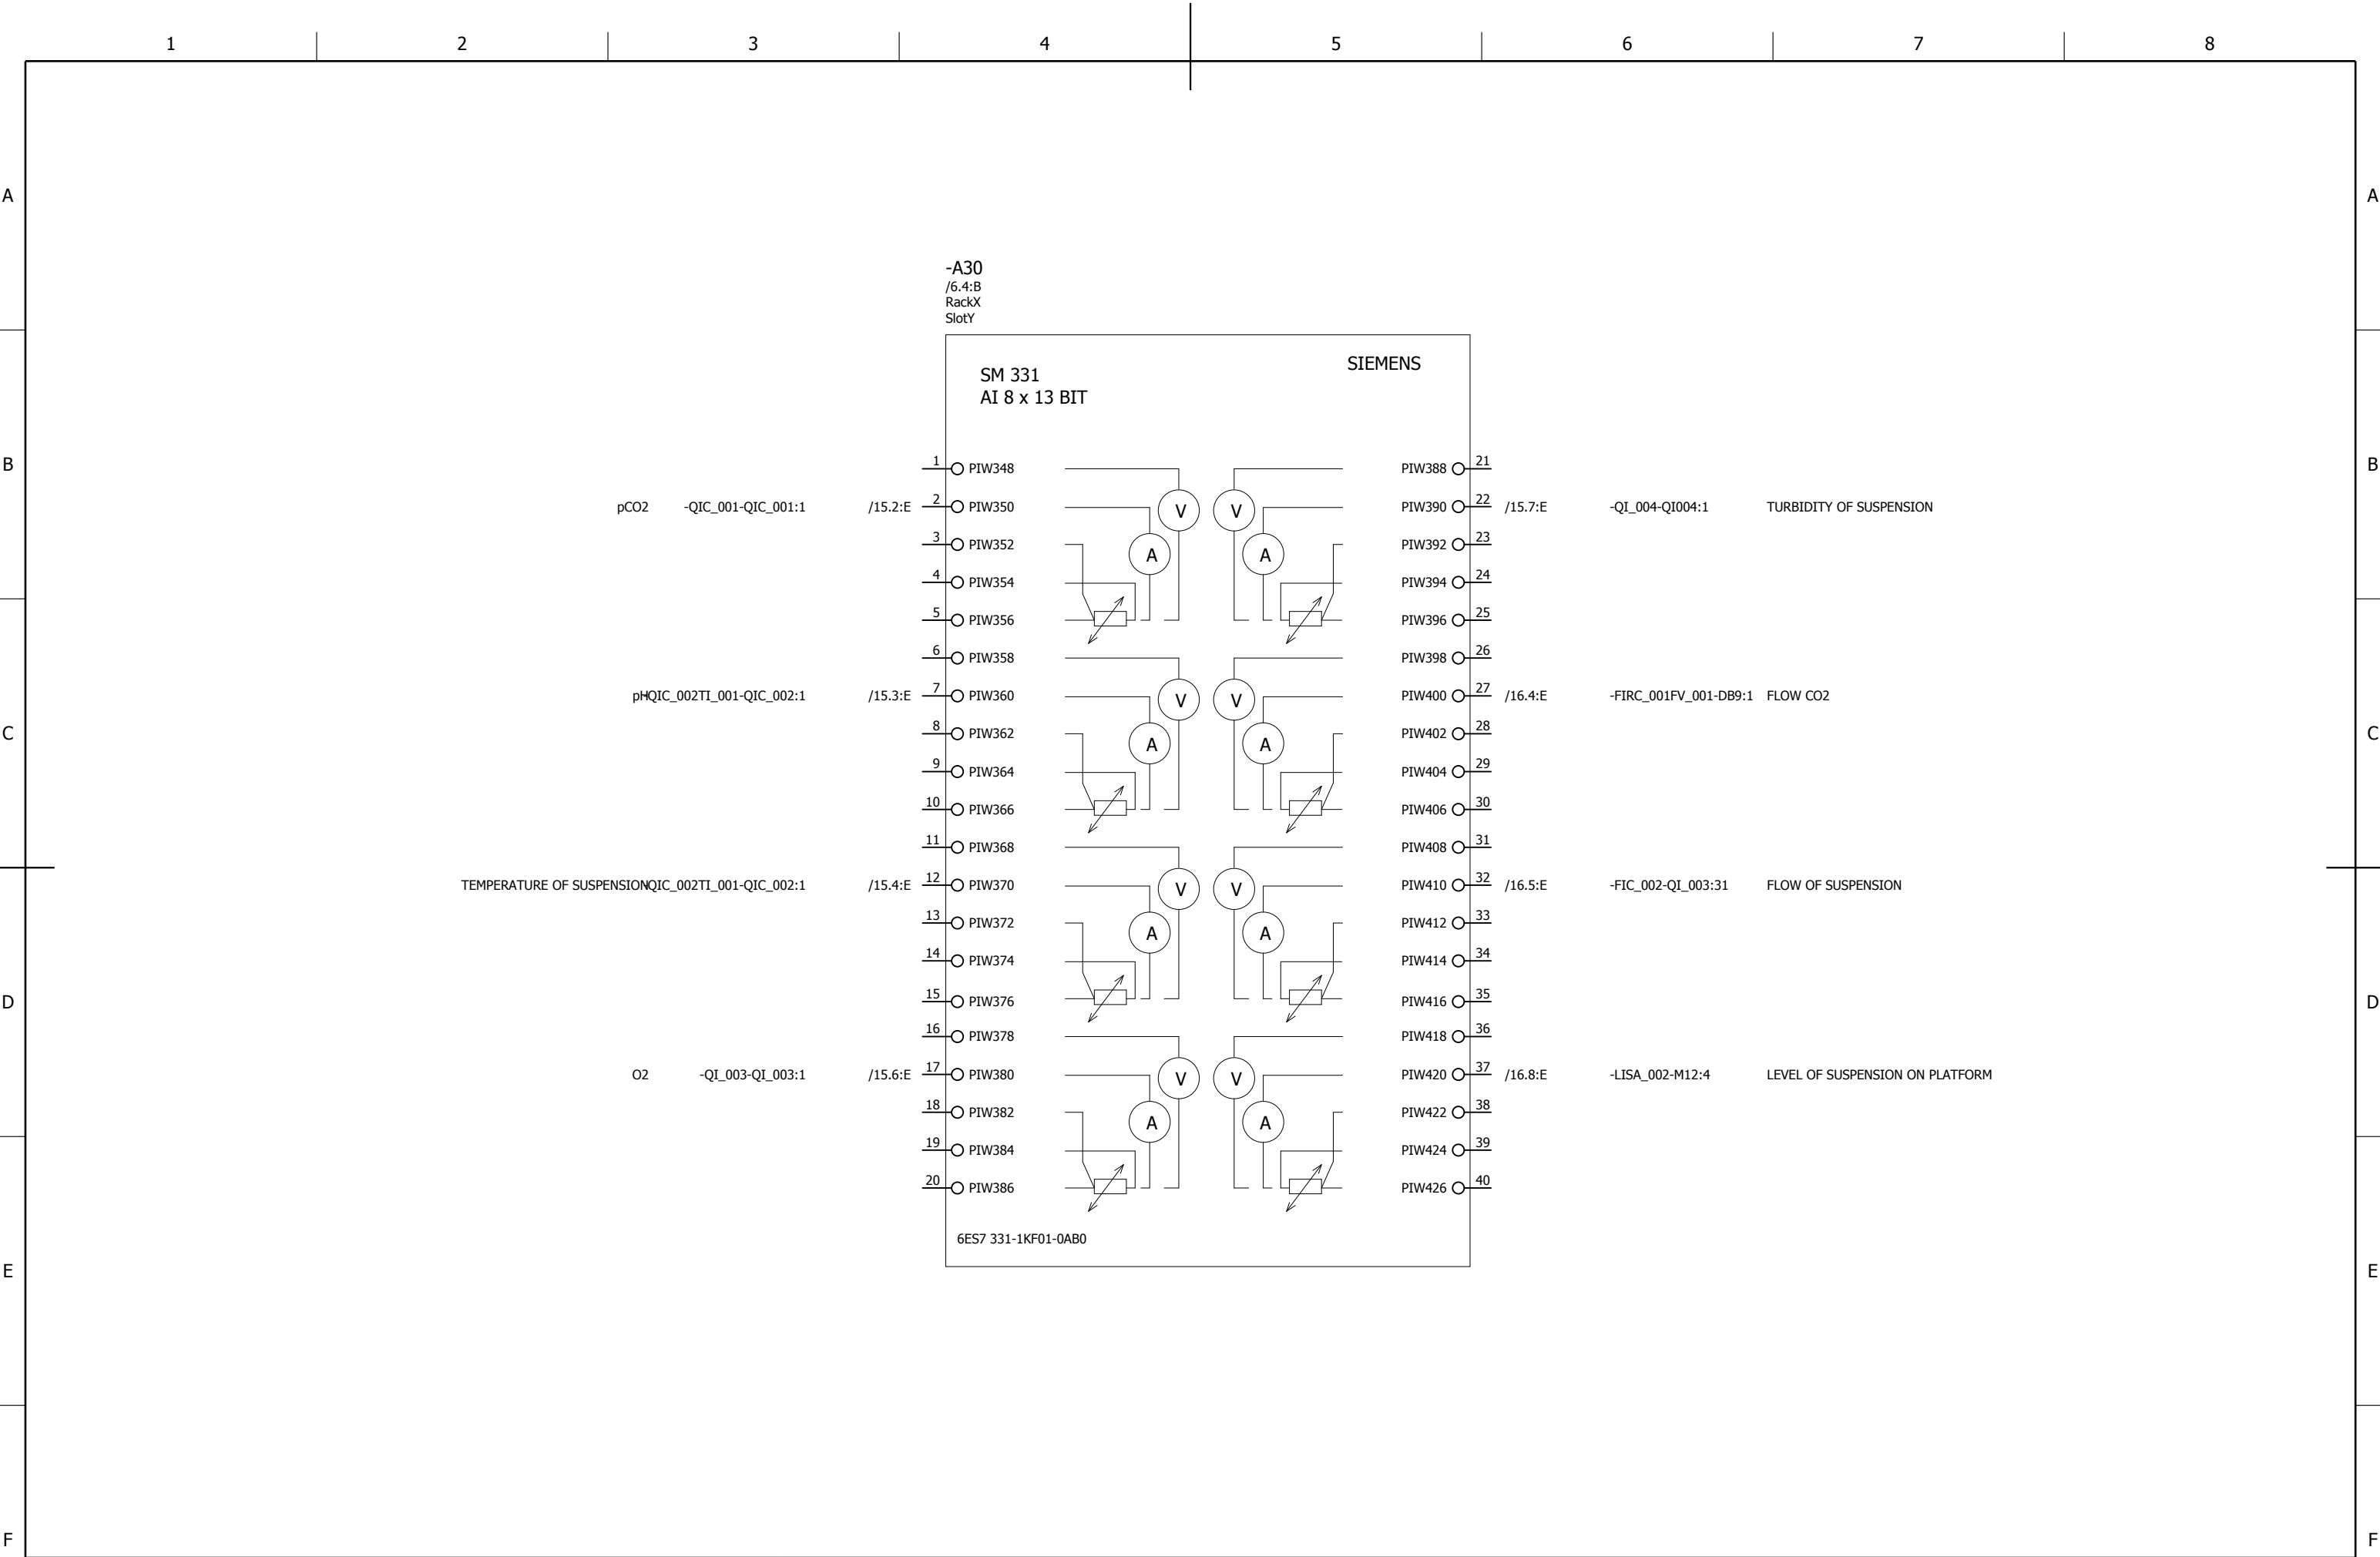 1 2 3 4 5 6 7 8
A A
-A30
/6.4:B
RackX
SlotY
SIEMENS
SM 331
AI 8 x 13 BIT
B B
1 PIW348 PIW388 21
pCO2 -QIC_001-QIC_001:1 /15.2:E 2 PIW350 V V PIW390 22 /15.7:E -QI_004-QI004:1 TURBIDITY OF SUSPENSION
3 PIW352 A A PIW392 23
4 PIW354 PIW394 24
5 PIW356 PIW396 25
6 PIW358 PIW398 26
pH-QIC_002TI_001-QIC_002:1 /15.3:E 7 PIW360 V V PIW400 27 /16.4:E -FIRC_001FV_001-DB9:1 FLOW CO2
C 8 PIW362 A A PIW402 28 C
9 PIW364 PIW404 29
10 PIW366 PIW406 30
11 PIW368 PIW408 31
TEMPERATURE OF SUSPENSION-QIC_002TI_001-QIC_002:1 /15.4:E 12 PIW370 V V PIW410 32 /16.5:E -FIC_002-QI_003:31 FLOW OF SUSPENSION
13 PIW372 A A PIW412 33
14 PIW374 PIW414 34
D 15 PIW376 PIW416 35 D
16 PIW378 PIW418 36
O2 -QI_003-QI_003:1 /15.6:E 17 PIW380 V V PIW420 37 /16.8:E -LISA_002-M12:4 LEVEL OF SUSPENSION ON PLATFORM
18 PIW382 A A PIW422 38
19 PIW384 PIW424 39
20 PIW386 PIW426 40
6ES7 331-1KF01-0AB0
E E
F F